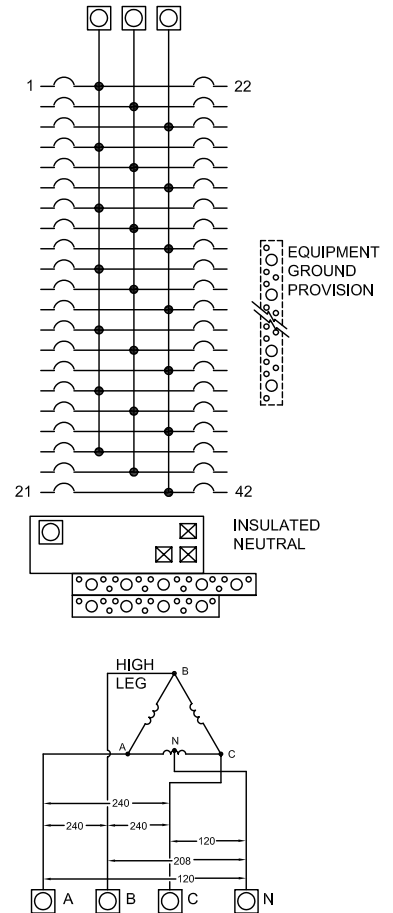 1 22
EQUIPMENT
GROUND
PROVISION
21 42
INSULATED
NEUTRAL
HIGH
LEG
B
A
N
C
240
240 240
120
208
120
A B C N